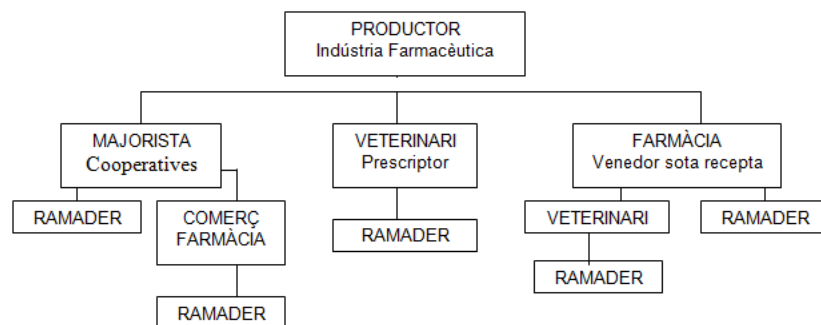 PRODUCTOR
Indústria Farmacèutica
MAJORISTA
Cooperatives
VETERINARI
Prescriptor
FARMÀCIA
Venedor sota recepta
RAMADER
COMERÇ
FARMÀCIA
RAMADER
VETERINARI
RAMADER
RAMADER
RAMADER